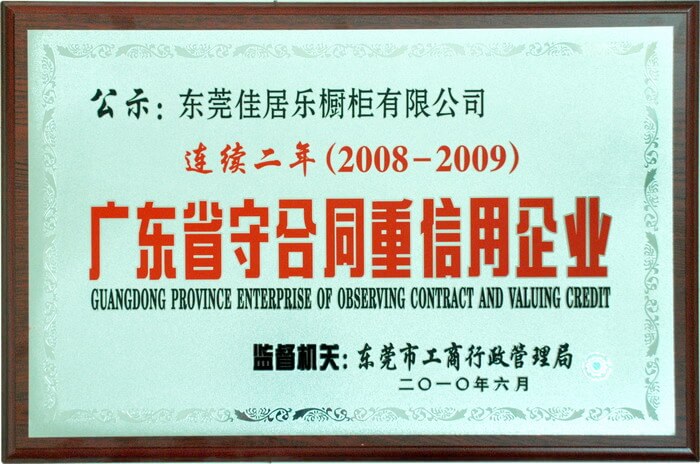 公示：东莞佳居乐橱柜有限公司
连续二年(2008-2009)
广东省守合同重信用企业
GUANGDONG PROVINCE ENTERPRISE OF OBSERVING CONTRACT AND VALUING CREDIT
监督机关：东莞市工商行政管理局
二〇一〇年六月